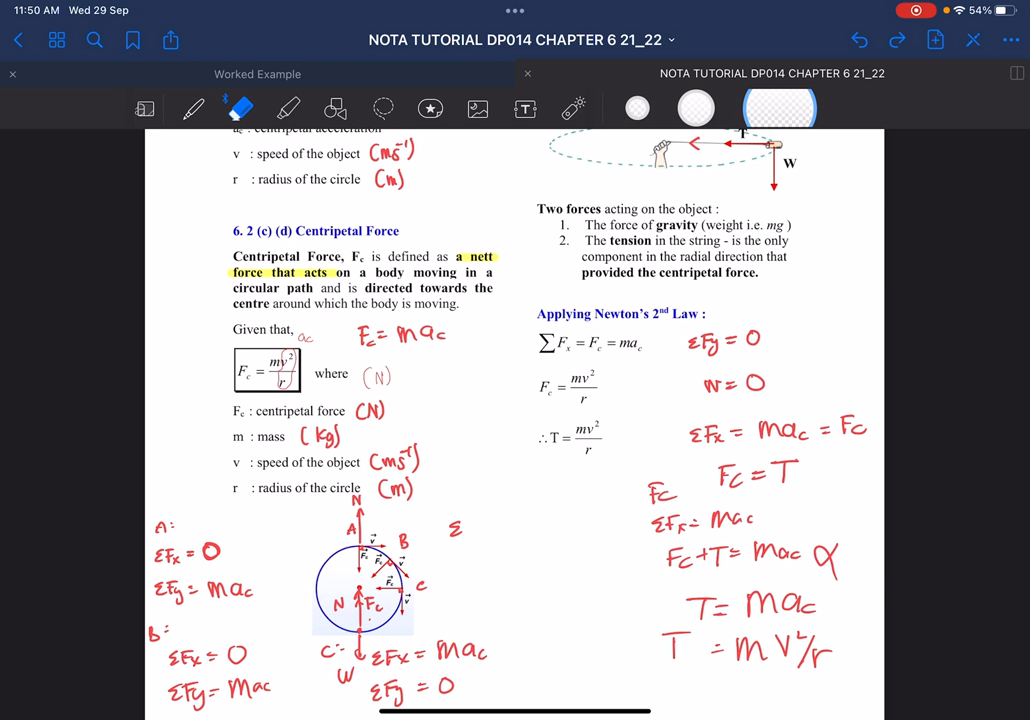 11:50 AM Wed 29 Sep
54%
NOTA TUTORIAL DP014 CHAPTER 6 21_22
Worked Example
NOTA TUTORIAL DP014 CHAPTER 6 21_22
ac : centripetal acceleration
v : speed of the object (ms⁻¹)
r : radius of the circle (m)
6. 2 (c) (d) Centripetal Force
Centripetal Force, Fc is defined as a nett
force that acts on a body moving in a
circular path and is directed towards the
centre around which the body is moving.
Given that, ac Fc = mac
Fc = mv²/r where (N)
Fc : centripetal force (N)
m : mass (kg)
v : speed of the object (ms⁻¹)
r : radius of the circle (m)
A:
ΣFx = 0
ΣFy = mac
B:
ΣFx = 0
ΣFy = mac
N
A
v
B
Fc
Fc
v
C
Fc
v
N
Fc
W
Σ
C:
ΣFx = mac
ΣFy = 0
T
W
Two forces acting on the object :
1. The force of gravity (weight i.e. mg )
2. The tension in the string - is the only
component in the radial direction that
provided the centripetal force.
Applying Newton's 2nd Law :
∑Fx = Fc = mac
Fc = mv²/r
∴T = mv²/r
ΣFy = 0
W = 0
ΣFx = mac = Fc
Fc = T
Fc
ΣFx = mac
Fc + T = mac α
T = mac
T = mv²/r